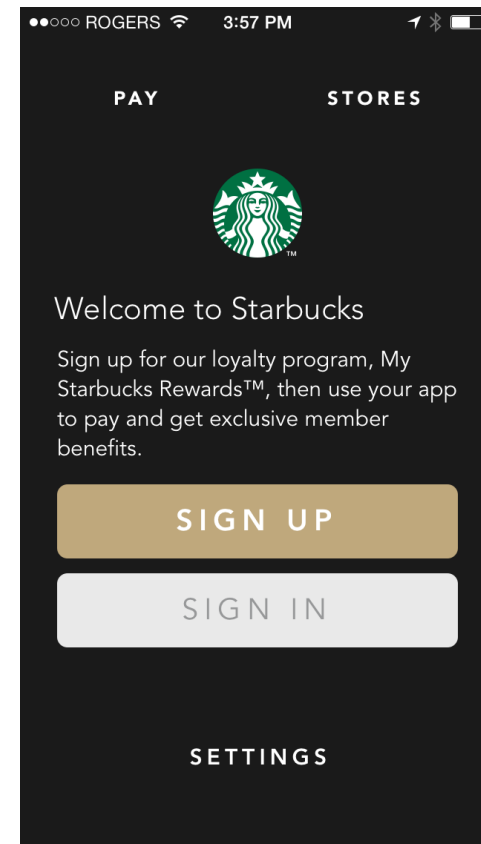 ROGERS 3:57 PM
PAY STORES
TM
Welcome to Starbucks
Sign up for our loyalty program, My
Starbucks Rewards™, then use your app
to pay and get exclusive member
benefits.
SIGN UP
SIGN IN
SETTINGS